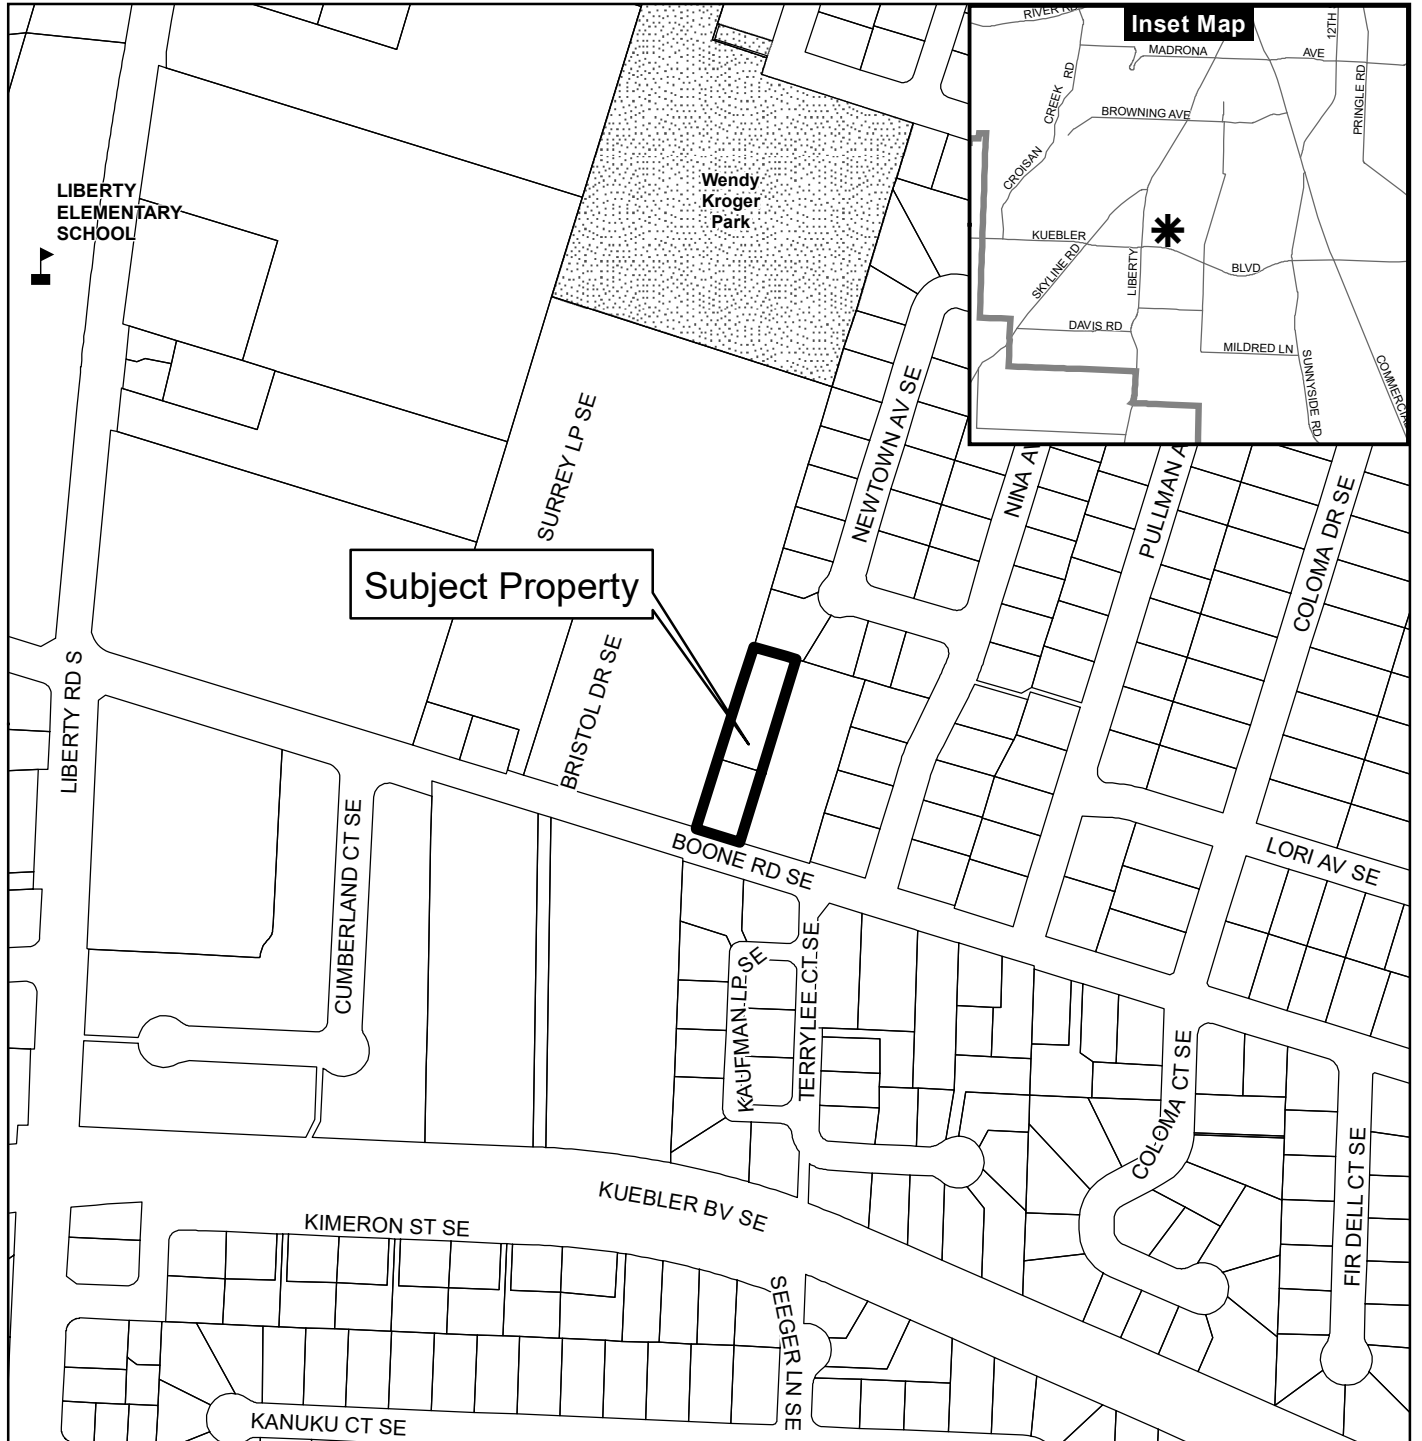 LIBERTY
ELEMENTARY
SCHOOL
Wendy
Kroger
Park
Inset Map
RIVER RD
MADRONA
AVE
12TH
PRINGLE RD
CROISAN
CREEK
RD
BROWNING AVE
KUEBLER
BLVD
SKYLINE RD
LIBERTY
DAVIS RD
MILDRED LN
SUNNYSIDE RD
COMMERCIAL
SURREY LP SE
NEWTOWN AV SE
NINA AV
PULLMAN A
COLOMA DR SE
Subject Property
BRISTOL DR SE
LIBERTY RD S
CUMBERLAND CT SE
BOONE RD SE
LORI AV SE
KAUFMAN LP SE
TERRYLEE CT SE
COLOMA CT SE
FIR DELL CT SE
KUEBLER BV SE
KIMERON ST SE
SEEGER LN SE
KANUKU CT SE